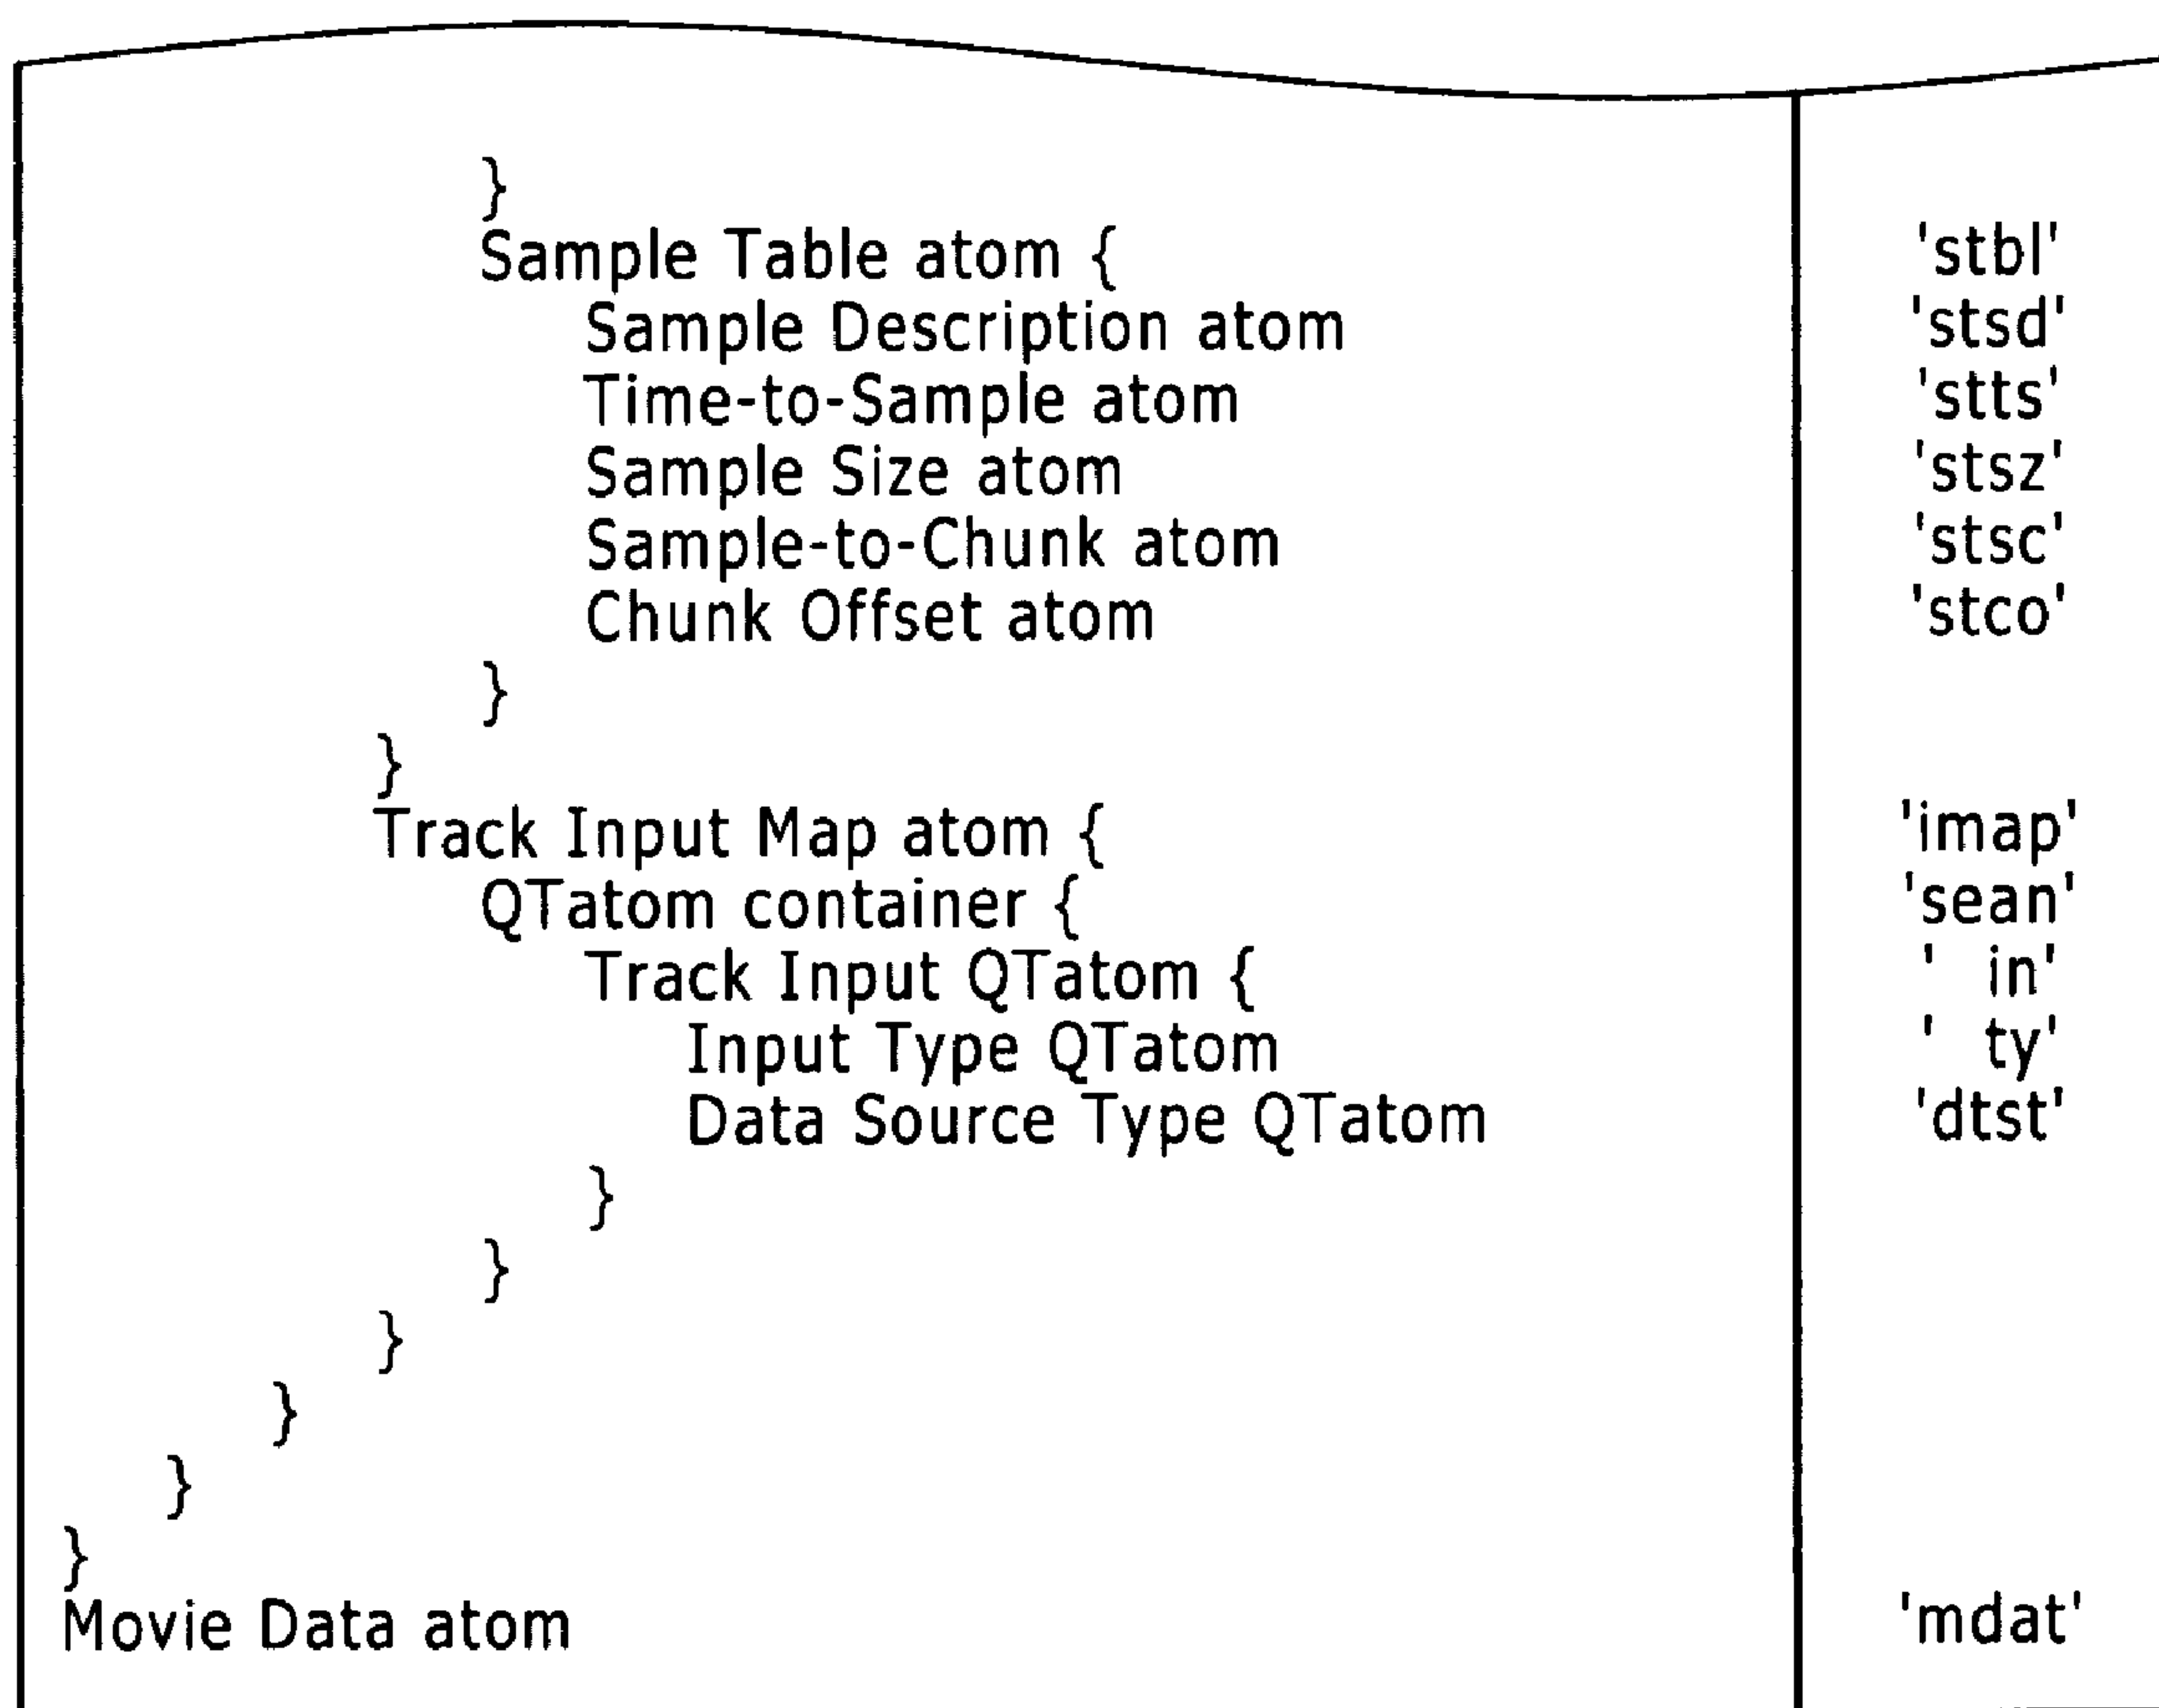 }
Sample Table atom { 'stbl'
Sample Description atom 'stsd'
Time-to-Sample atom 'stts'
Sample Size atom 'stsz'
Sample-to-Chunk atom 'stsc'
Chunk Offset atom 'stco'
}
}
Track Input Map atom { 'imap'
QTatom container { 'sean'
Track Input QTatom { '  in'
Input Type QTatom '  ty'
Data Source Type QTatom 'dtst'
}
}
}
}
}
}
Movie Data atom 'mdat'